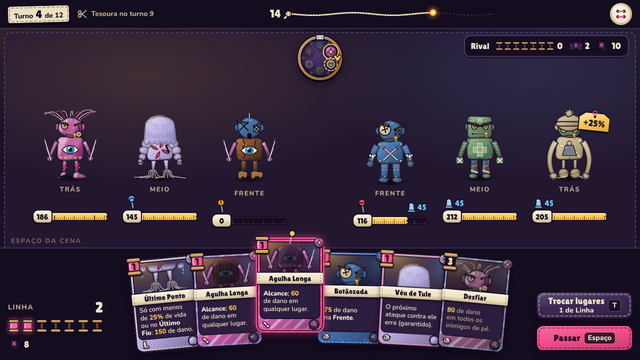 Turno 4 de 12
Tesoura no turno 9
14
Rival 0 2 10
+25%
TRÁS
MEIO
FRENTE
FRENTE
MEIO
TRÁS
186
145
0
116
45
212
45
205
45
ESPAÇO DA CENA
LINHA 2
8
1
Último Ponto
Só com menos
de 25% de vida
ou no Último
Fio: 150 de dano.
1
Agulha Longa
Alcance: 60
de dano em
qualquer lugar.
1
Agulha Longa
Alcance: 60
de dano em
qualquer lugar.
1
Botãozada
75 de dano
na Frente.
1
Véu de Tule
O próximo
ataque contra ele
erra (garantido).
3
Desfiar
80 de dano
em todos os
inimigos de pé.
Trocar lugares
1 de Linha
T
Passar Espaço